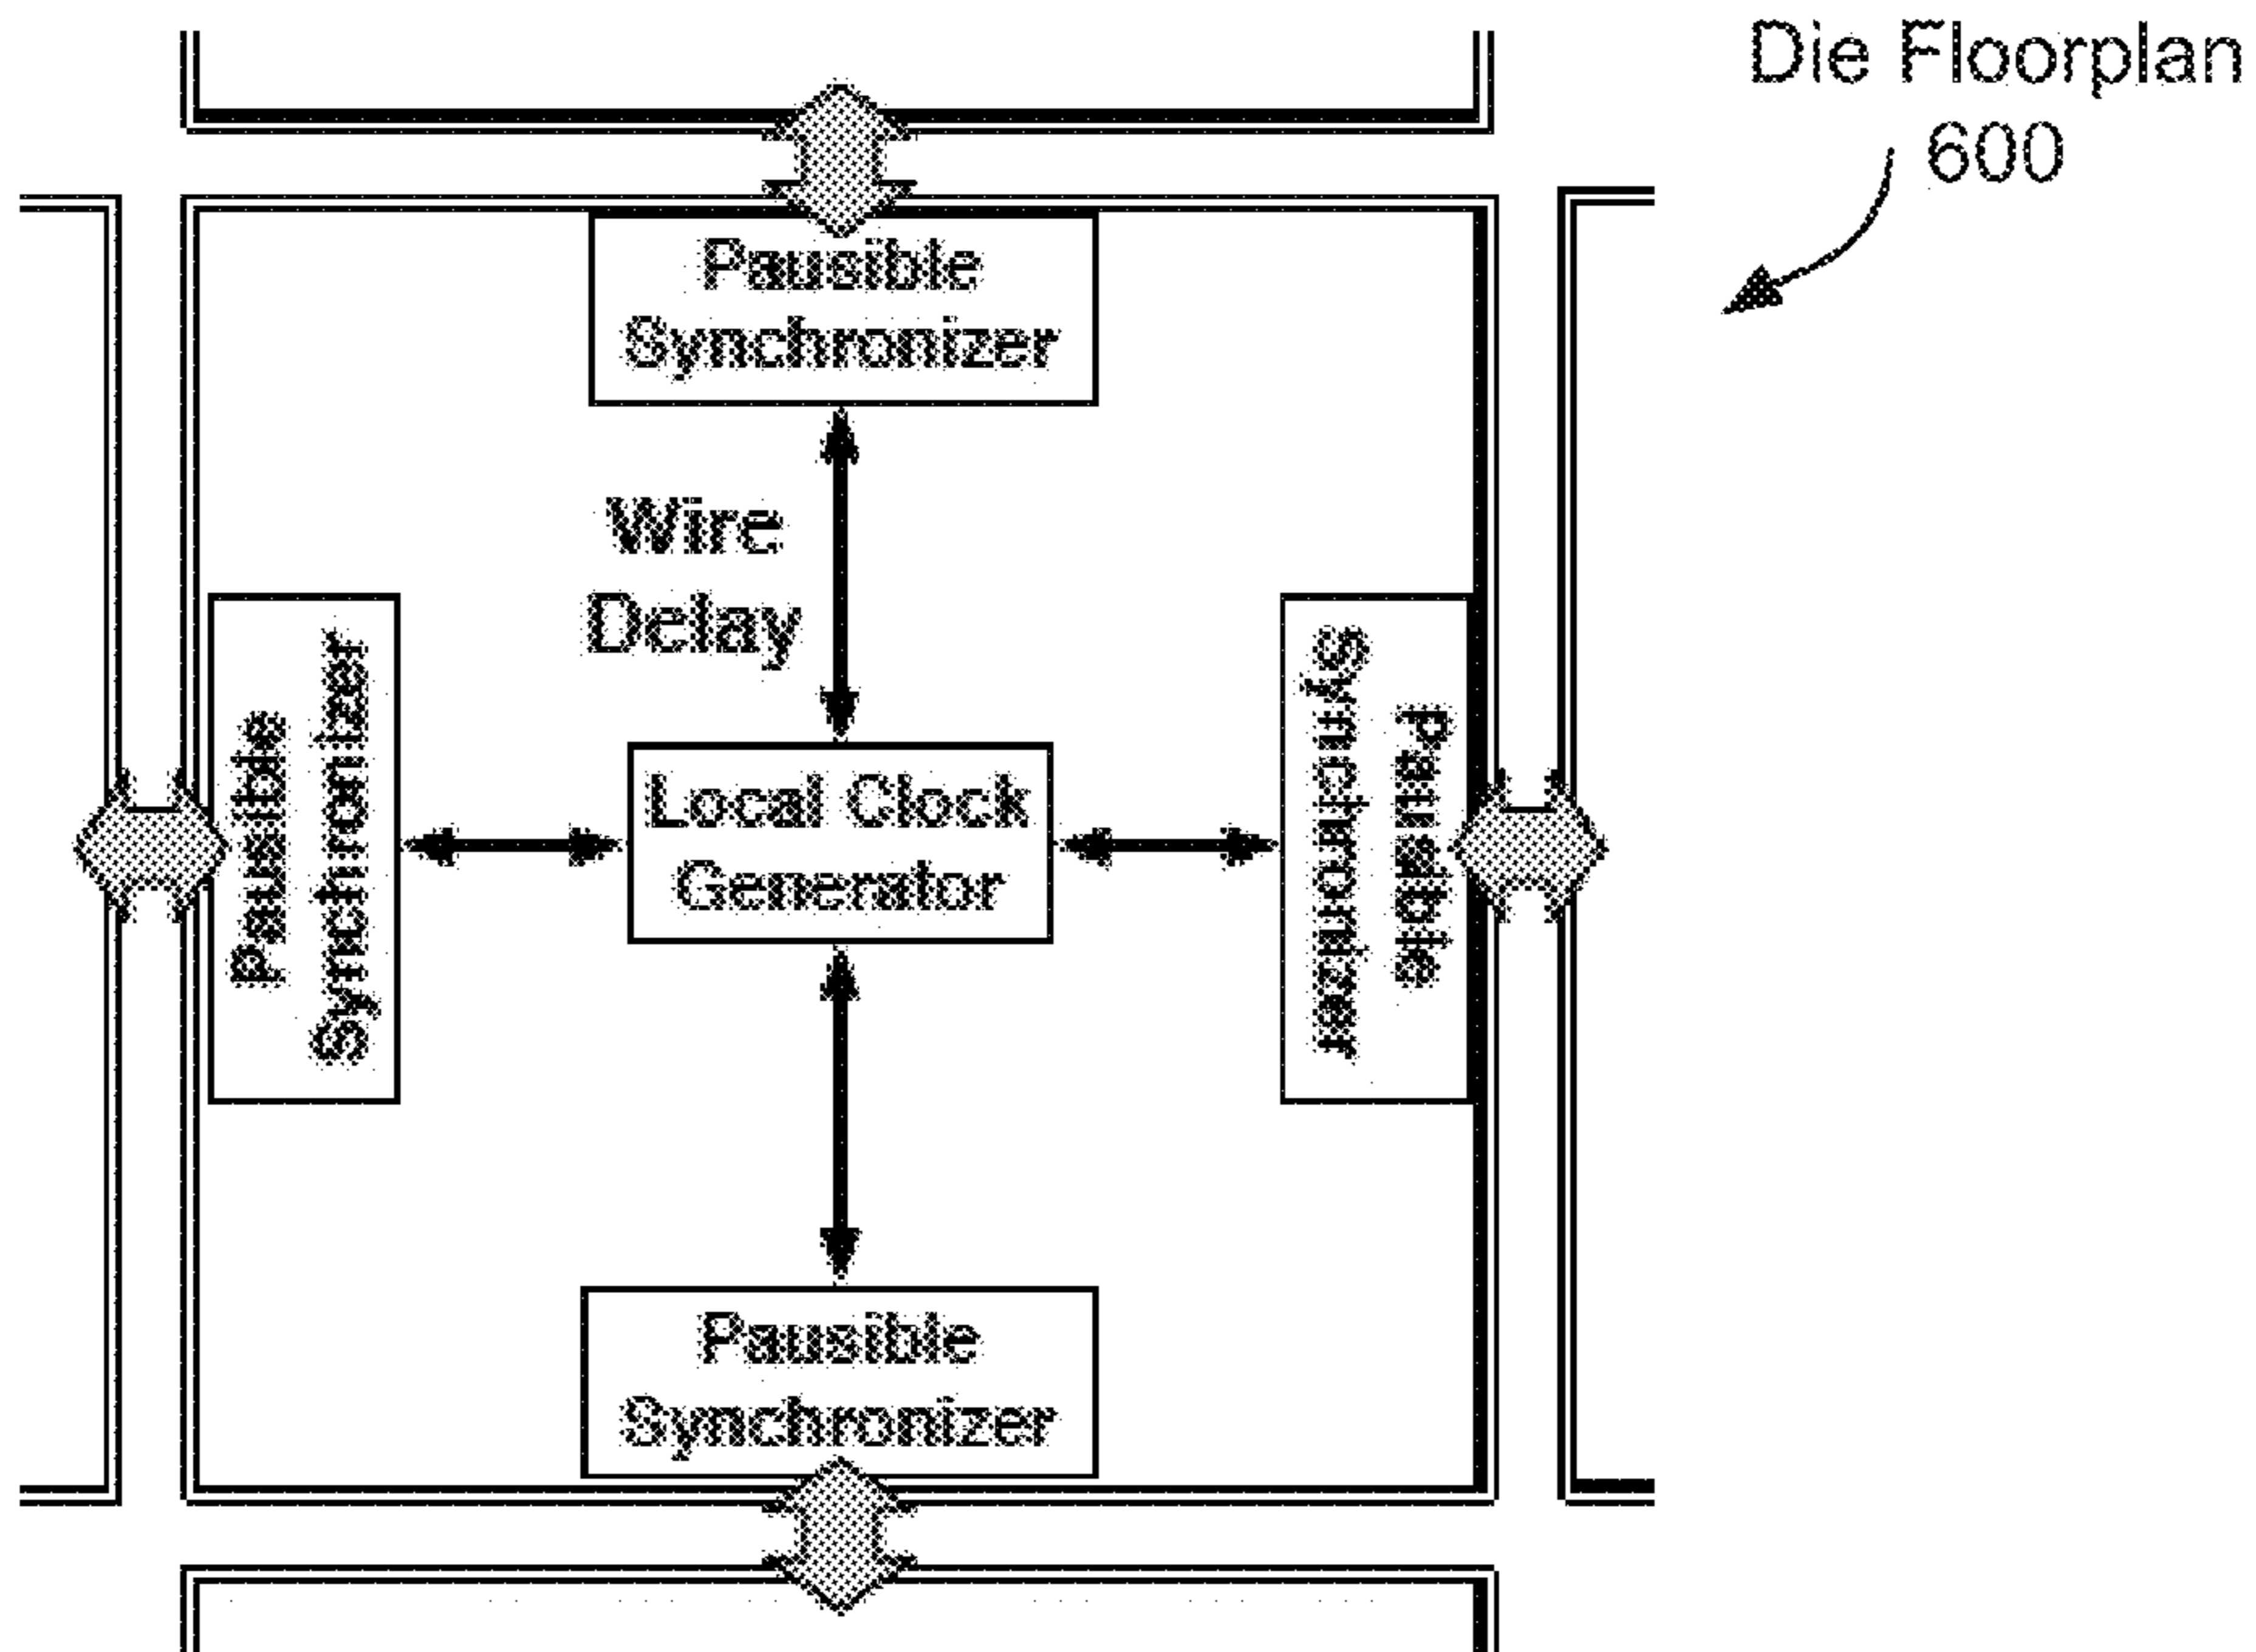 Die Floorplan
600
Pausible
Synchronizer
Wire
Delay
Pausible
Synchronizer
Local Clock
Generator
Pausible
Synchronizer
Pausible
Synchronizer